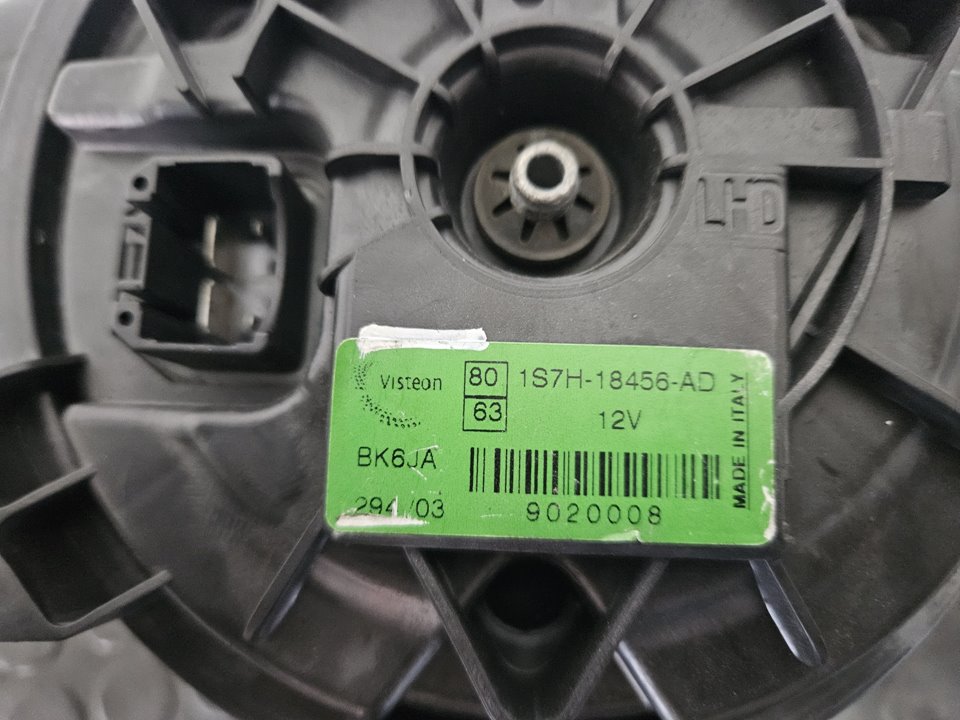 LHD
Visteon 80 1S7H-18456-AD
63 12V
BK6JA
294/03 9020008
MADE IN ITALY